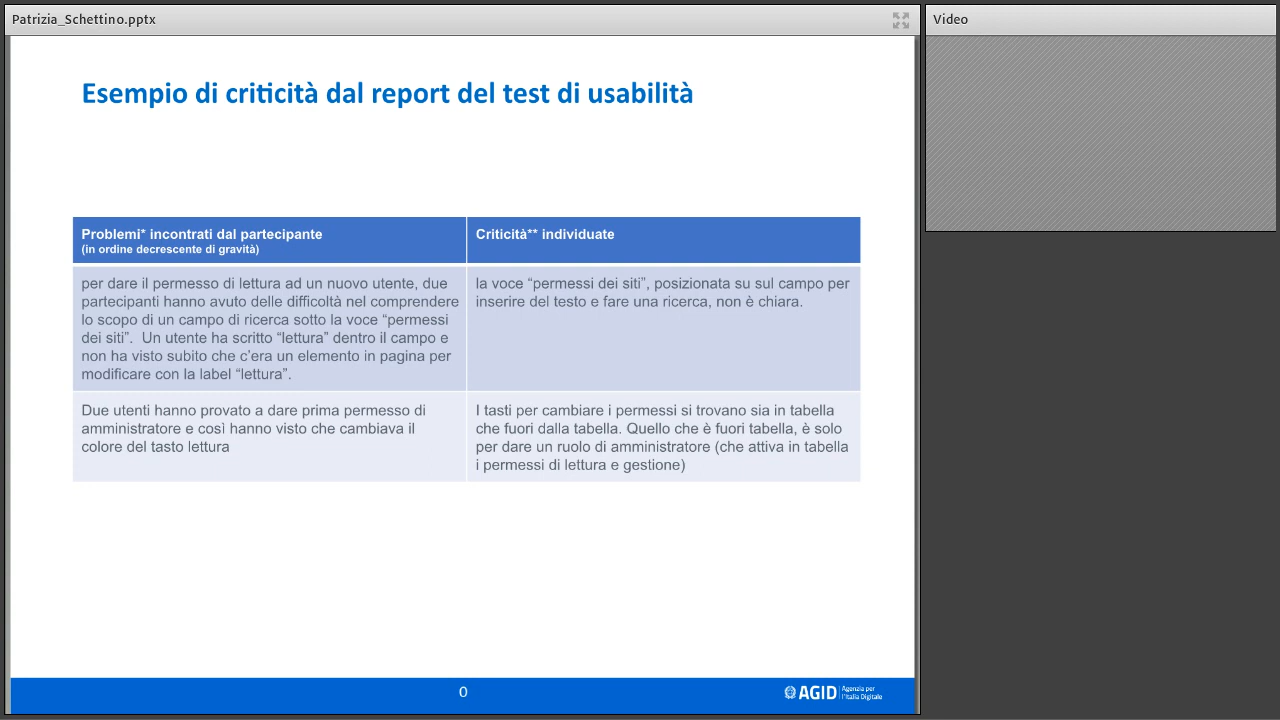 Patrizia_Schettino.pptx
Video
Esempio di criticità dal report del test di usabilità
Problemi* incontrati dal partecipante
(in ordine decrescente di gravità)
Criticità** individuate
per dare il permesso di lettura ad un nuovo utente, due
partecipanti hanno avuto delle difficoltà nel comprendere
lo scopo di un campo di ricerca sotto la voce “permessi
dei siti”. Un utente ha scritto “lettura” dentro il campo e
non ha visto subito che c’era un elemento in pagina per
modificare con la label “lettura”.
la voce “permessi dei siti”, posizionata su sul campo per
inserire del testo e fare una ricerca, non è chiara.
Due utenti hanno provato a dare prima permesso di
amministratore e così hanno visto che cambiava il
colore del tasto lettura
I tasti per cambiare i permessi si trovano sia in tabella
che fuori dalla tabella. Quello che è fuori tabella, è solo
per dare un ruolo di amministratore (che attiva in tabella
i permessi di lettura e gestione)
0
AGID
Agenzia per
l'Italia Digitale